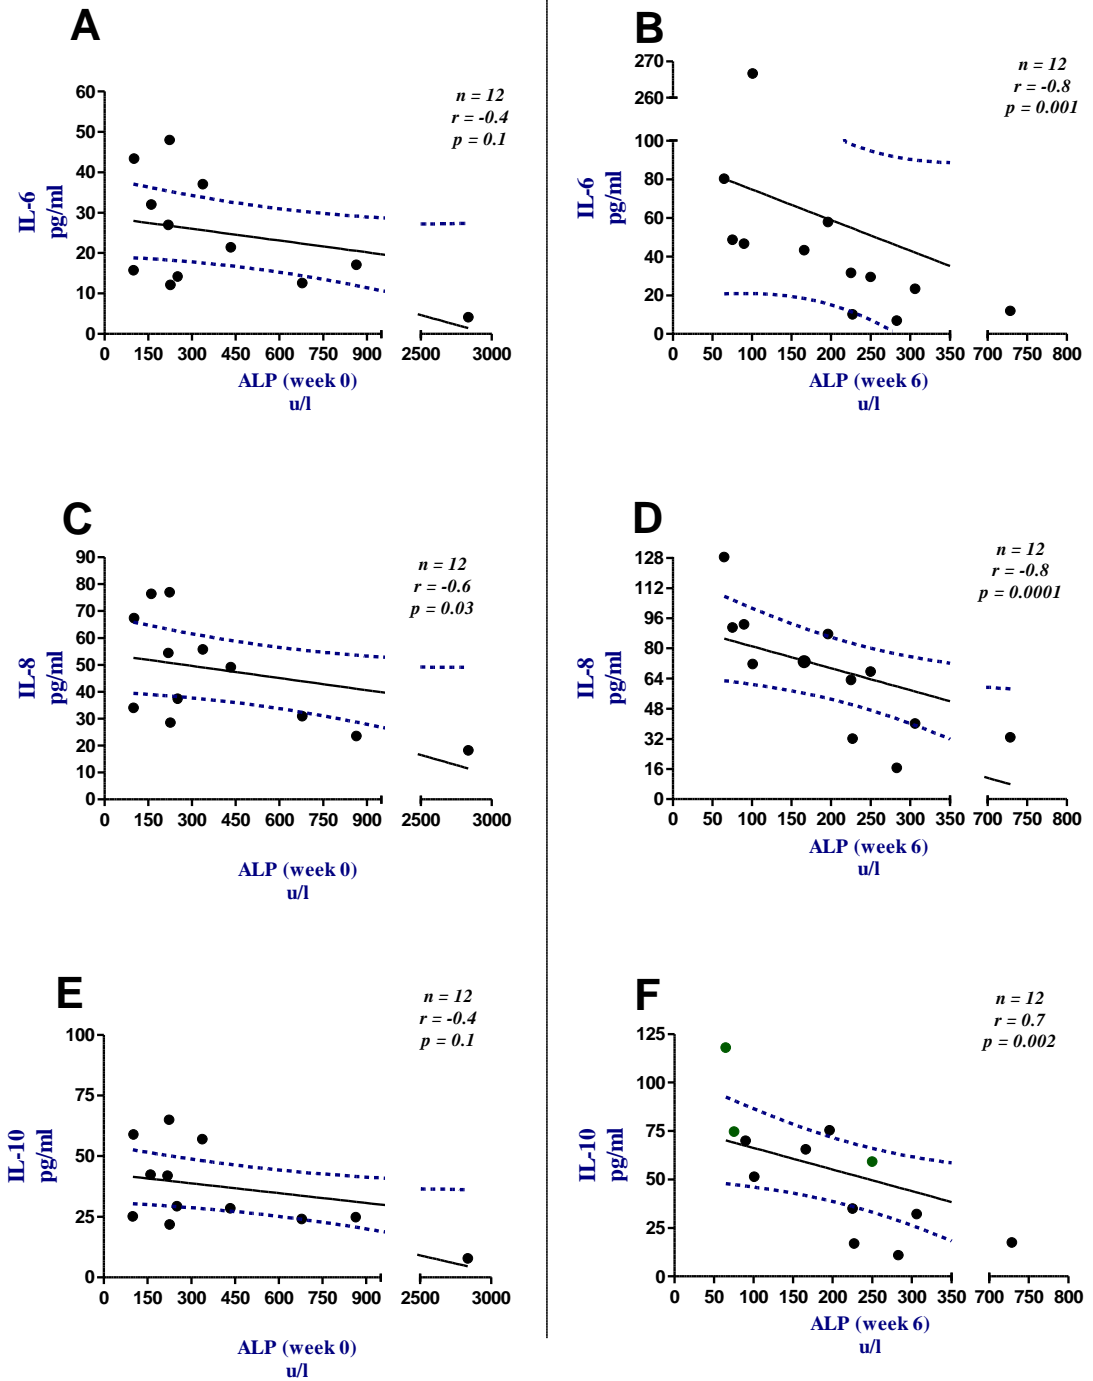 A
n = 12
r = -0.4
p = 0.1
IL-6
pg/ml
60
50
40
30
20
10
0
0 150 300 450 600 750 900 2500 3000
ALP (week 0)
u/l
B
n = 12
r = -0.8
p = 0.001
IL-6
pg/ml
270
260
100
80
60
40
20
0
0 50 100 150 200 250 300 350 700 750 800
ALP (week 6)
u/l
C
n = 12
r = -0.6
p = 0.03
IL-8
pg/ml
90
80
70
60
50
40
30
20
10
0
0 150 300 450 600 750 900 2500 3000
ALP (week 0)
u/l
D
n = 12
r = -0.8
p = 0.0001
IL-8
pg/ml
128
112
96
80
64
48
32
16
0
0 50 100 150 200 250 300 350 700 750 800
ALP (week 6)
u/l
E
n = 12
r = -0.4
p = 0.1
IL-10
pg/ml
100
75
50
25
0
0 150 300 450 600 750 900 2500 3000
ALP (week 0)
u/l
F
n = 12
r = 0.7
p = 0.002
IL-10
pg/ml
125
100
75
50
25
0
0 50 100 150 200 250 300 350 700 750 800
ALP (week 6)
u/l